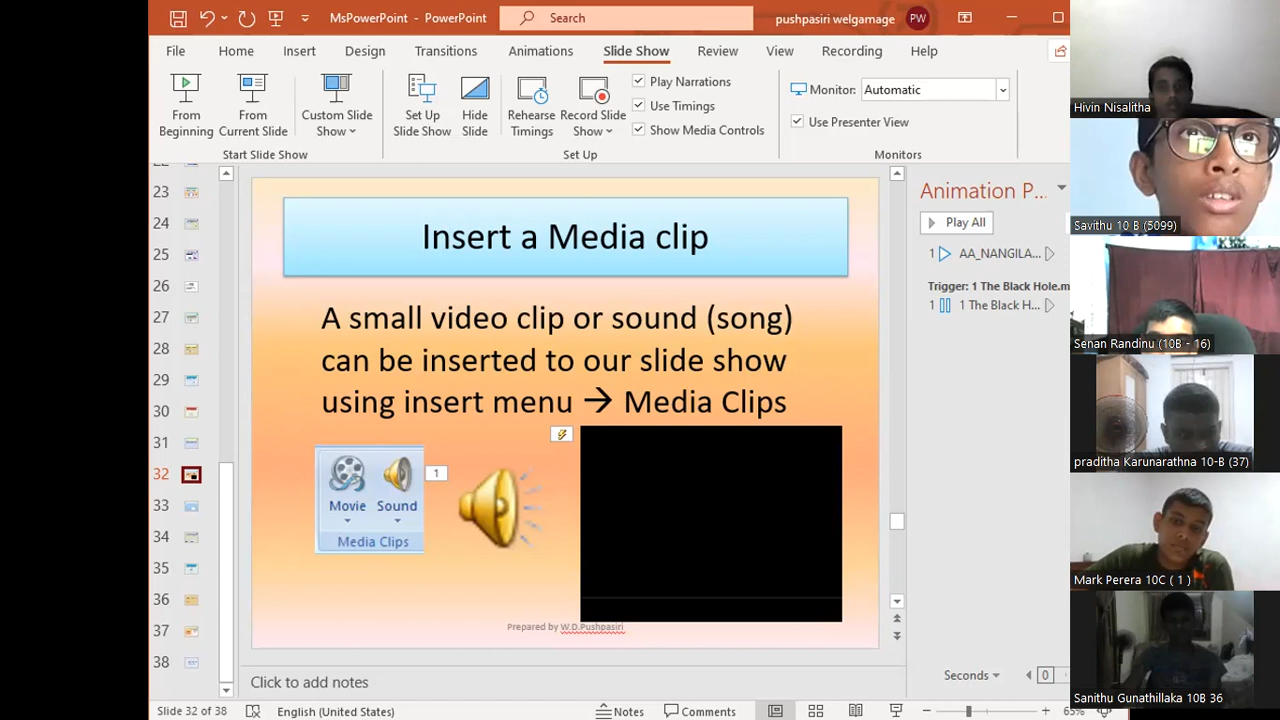 MsPowerPoint - PowerPoint
Search
pushpasiri welgamage
PW
File Home Insert Design Transitions Animations Slide Show Review View Recording Help
From Beginning
From Current Slide
Custom Slide Show
Set Up Slide Show
Hide Slide
Rehearse Timings
Record Slide Show
Play Narrations
Use Timings
Show Media Controls
Monitor: Automatic
Use Presenter View
Start Slide Show
Set Up
Monitors
23
24
25
26
27
28
29
30
31
32
33
34
35
36
37
38
Insert a Media clip
A small video clip or sound (song)
can be inserted to our slide show
using insert menu → Media Clips
Movie
Sound
Media Clips
1
Prepared by W.D.Pushpasiri
Click to add notes
Animation P...
Play All
1 AA_NANGILA...
Trigger: 1 The Black Hole.m
1 1 The Black H...
Seconds
0
Slide 32 of 38
English (United State
Notes
Comments
65%
Hivin Nisalitha
Savithu 10 B (5099)
Senan Randinu (10B - 16)
praditha Karunarathna 10-B (37)
Mark Perera 10C ( 1 )
Sanithu Gunathillaka 10B 36